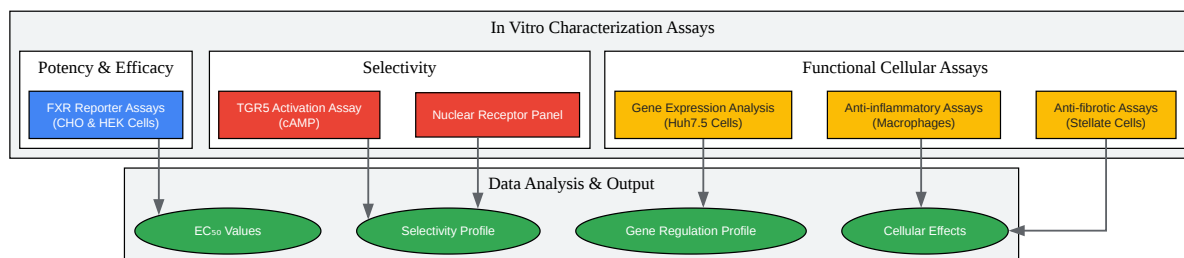 In Vitro Characterization Assays
Potency & Efficacy
Selectivity
Functional Cellular Assays
FXR Reporter Assays
(CHO & HEK Cells)
TGR5 Activation Assay
(cAMP)
Nuclear Receptor Panel
Gene Expression Analysis
(Huh7.5 Cells)
Anti-inflammatory Assays
(Macrophages)
Anti-fibrotic Assays
(Stellate Cells)
Data Analysis & Output
EC₅₀ Values
Selectivity Profile
Gene Regulation Profile
Cellular Effects